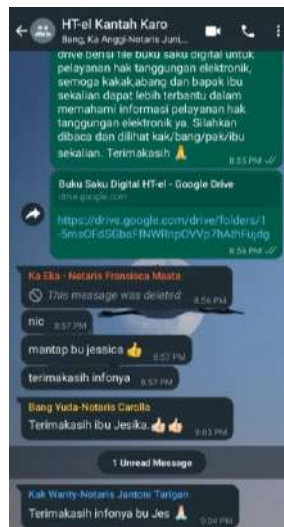 HT-el Kantah Karo
Bang, Ka Anggi-Notaris Juni,...
drive berisi file buku saku digital untuk
pelayanan hak tanggungan elektronik,
semoga kakak,abang dan bapak ibu
sekalian dapat lebih terbantu dalam
memahami informasi pelayanan hak
tanggungan elektronik ya. Silahkan
dibaca dan dilihat kak/bang/pak/ibu
sekalian. Terimakasih 🙏
8:55 PM
Buku Saku Digital HT-el - Google Drive
drive.google.com
https://drive.google.com/drive/folders/1
8:56 PM
Ka Eka - Notaris Fransisca Meata
This message was deleted 8:56 PM
nic 8:57 PM
mantap bu jessica 👍 8:57 PM
terimakasih infonya 8:57 PM
Bang Yuda-Notaris Carolla
Terimakasih ibu Jesika.👍👍 9:03 PM
1 Unread Message
Kak Wanty-Notaris Jantoni Tarigan
Terimakasih infonya bu Jes 🙏 9:04 PM